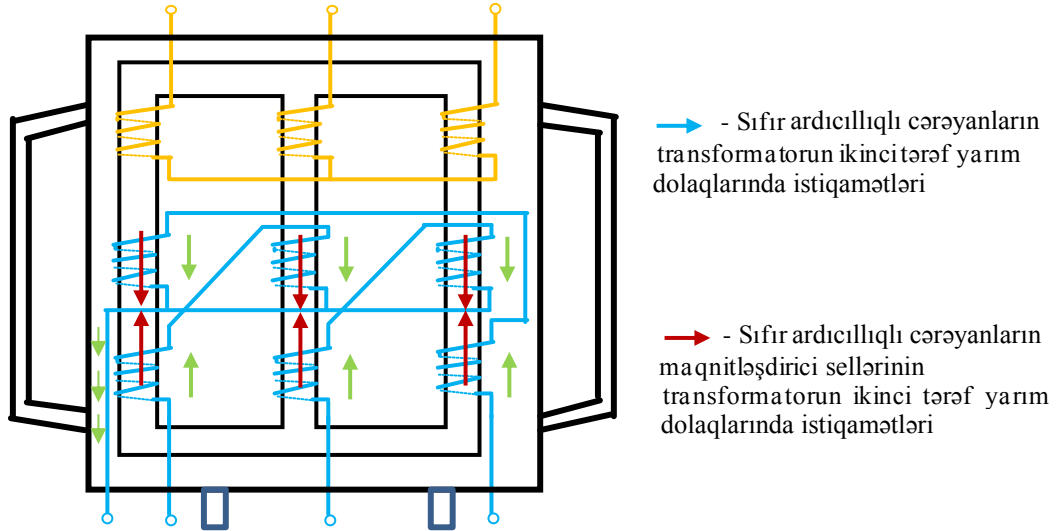 - Sıfır ardıcıllıqlı cərəyanların
transformatorun ikinci tərəf yarım
dolaqlarında istiqamətləri
- Sıfır ardıcıllıqlı cərəyanların
maqnitləşdirici sellərinin
transformatorun ikinci tərəf yarım
dolaqlarında istiqamətləri